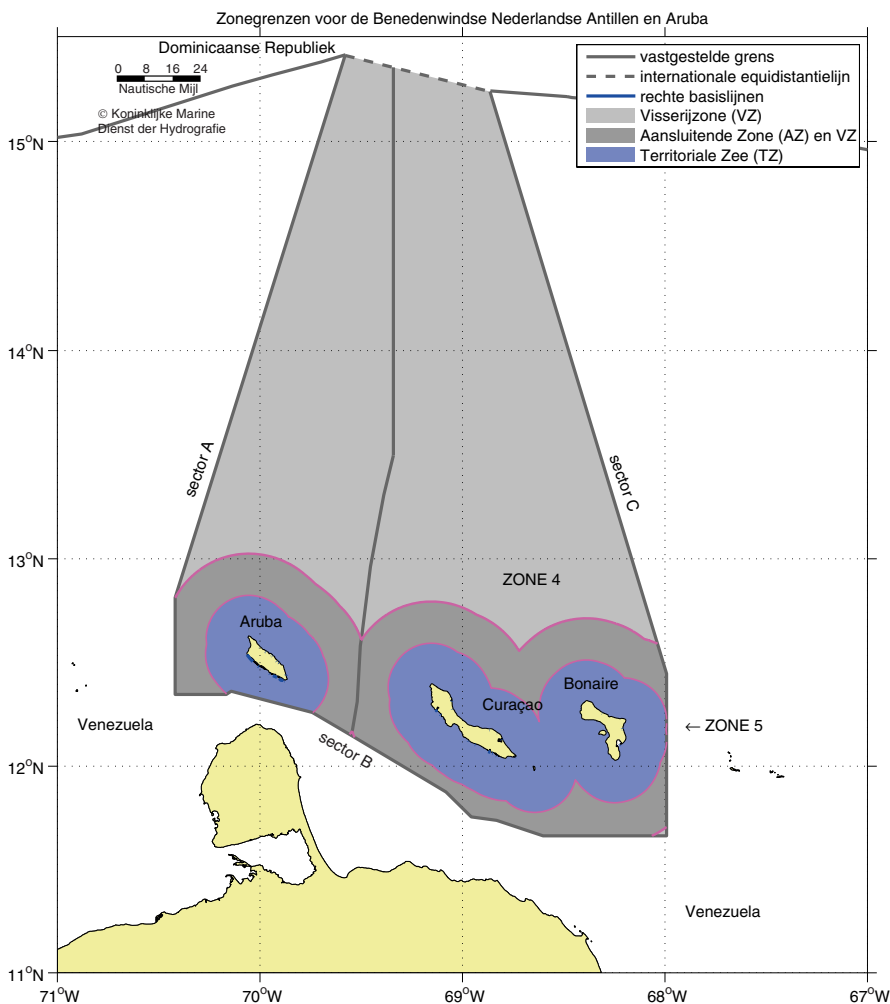 Zonegrenzen voor de Benedenwindse Nederlandse Antillen en Aruba
Dominicaanse Republiek
0 8 16 24
Nautische Mijl
© Koninklijke Marine
Dienst der Hydrografie
vastgestelde grens
internationale equidistantielijn
rechte basislijnen
Visserijzone (VZ)
Aansluitende Zone (AZ) en VZ
Territoriale Zee (TZ)
15°N
14°N
sector A
sector C
13°N
ZONE 4
Aruba
Bonaire
Curaçao
Venezuela
← ZONE 5
sector B
12°N
Venezuela
11°N
71°W 70°W 69°W 68°W 67°W